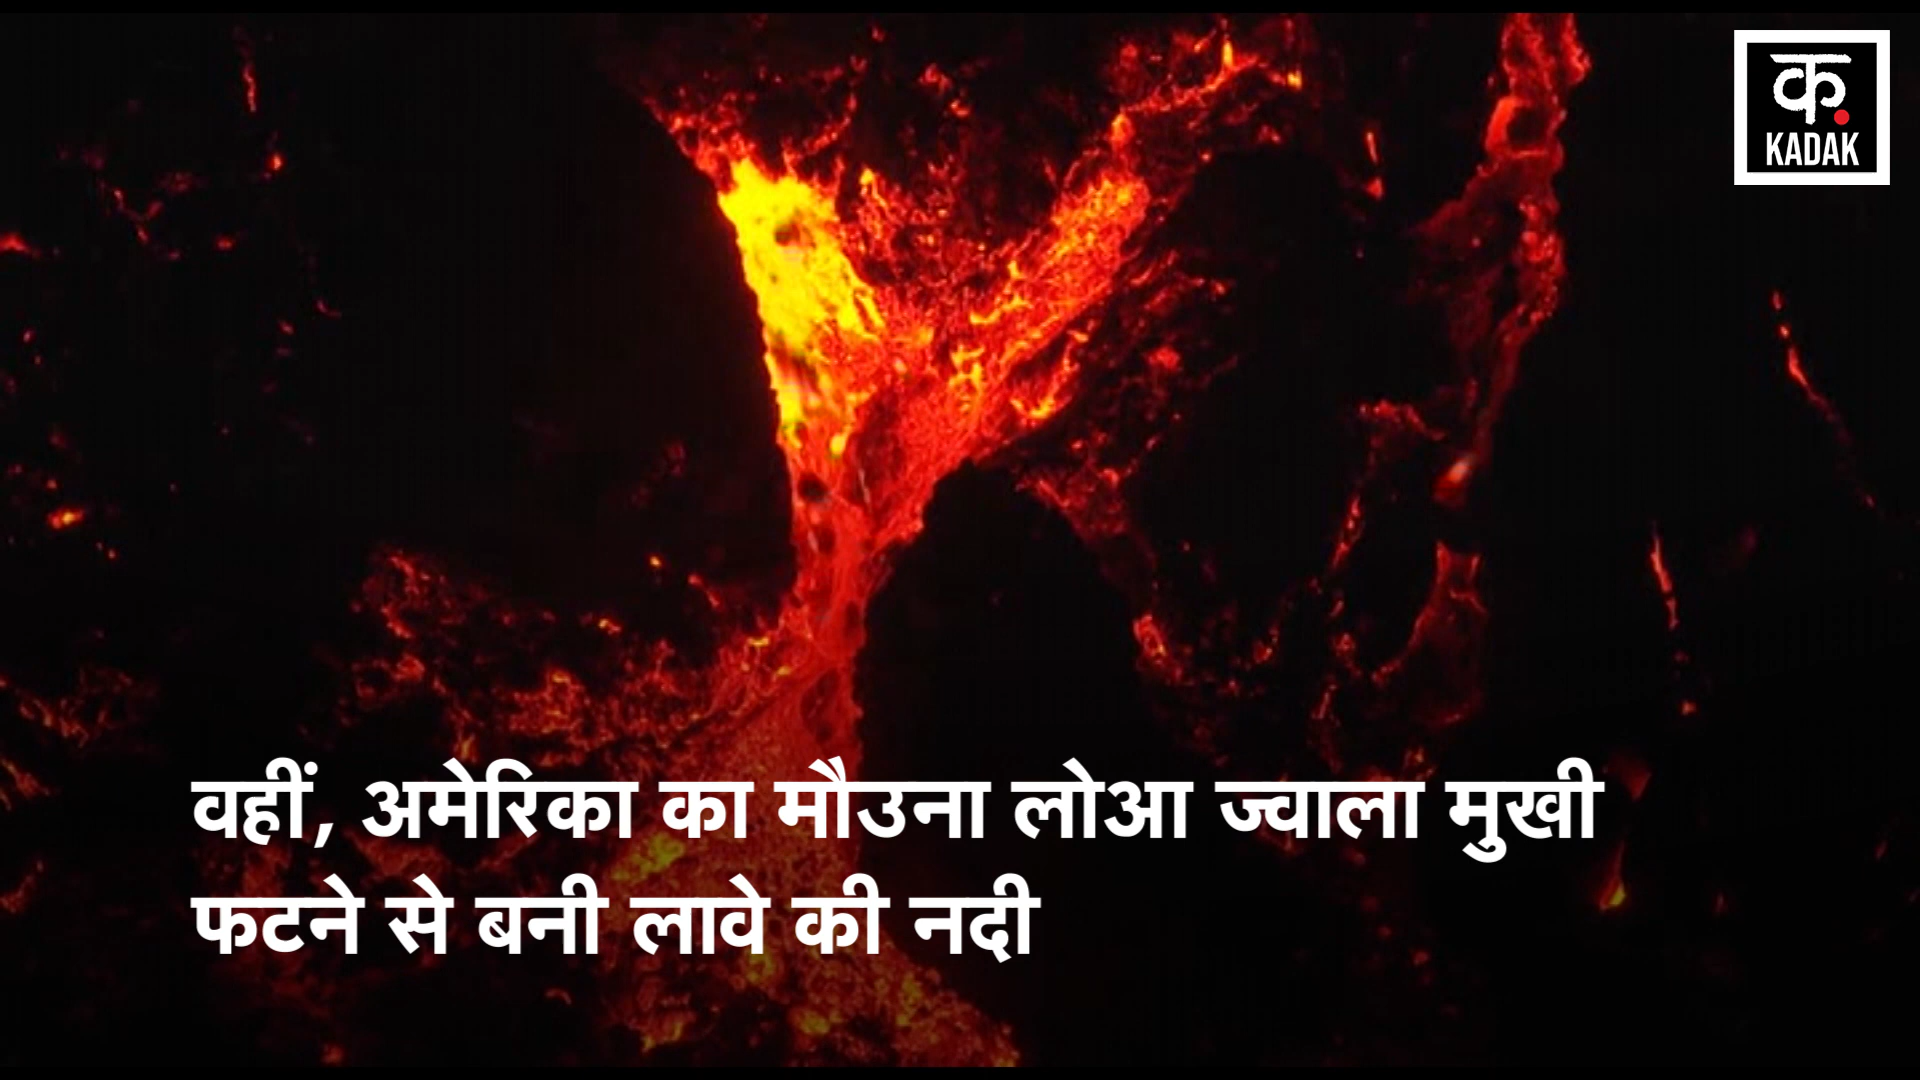 क.
KADAK
वहीं, अमेरिका का मौउना लोआ ज्वाला मुखी
फटने से बनी लावे की नदी